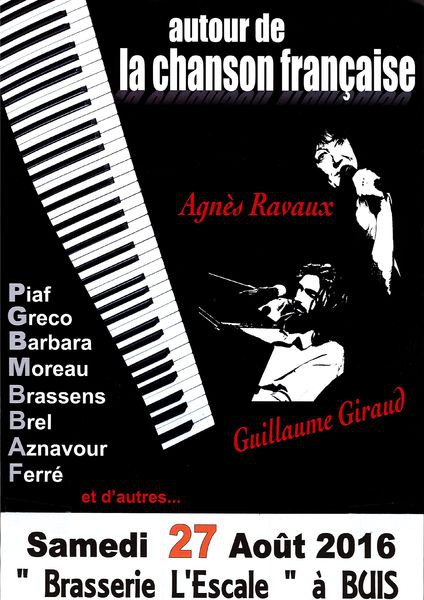 autour de
la chanson française
Agnès Ravaux
Piaf
Greco
Barbara
Moreau
Brassens
Brel
Aznavour
Ferré
Guillaume Giraud
et d'autres...
Samedi 27 Août 2016
" Brasserie L'Escale " à BUIS